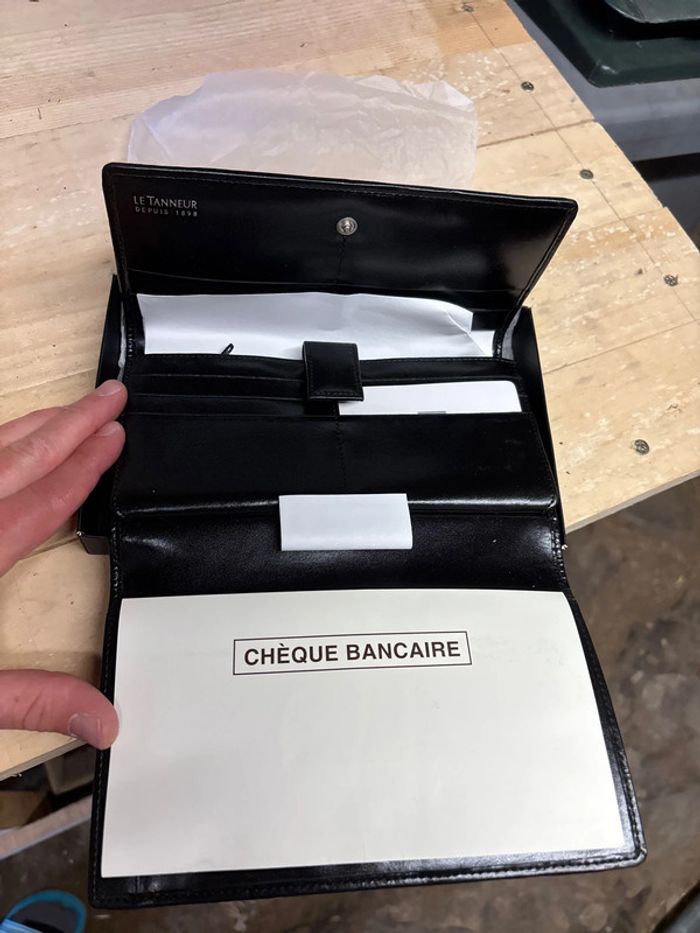 LE TANNEUR
DEPUIS 1898
CHÈQUE BANCAIRE